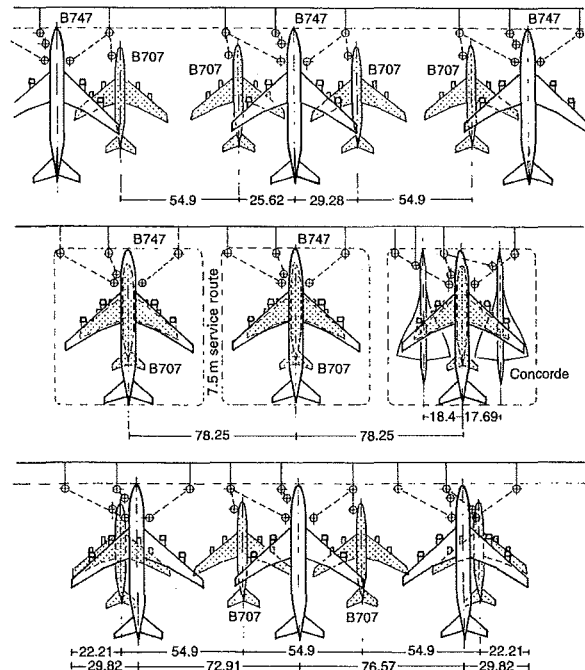 B747 B747 B747
B707 B707 B707 B707
54.9 25.62 29.28 54.9
B747 B747
7.5m service route
B707 B707
Concorde
18.4 17.69
78.25 78.25
B707 B707
22.21 54.9 54.9 54.9 22.21
29.82 72.91 76.57 29.82